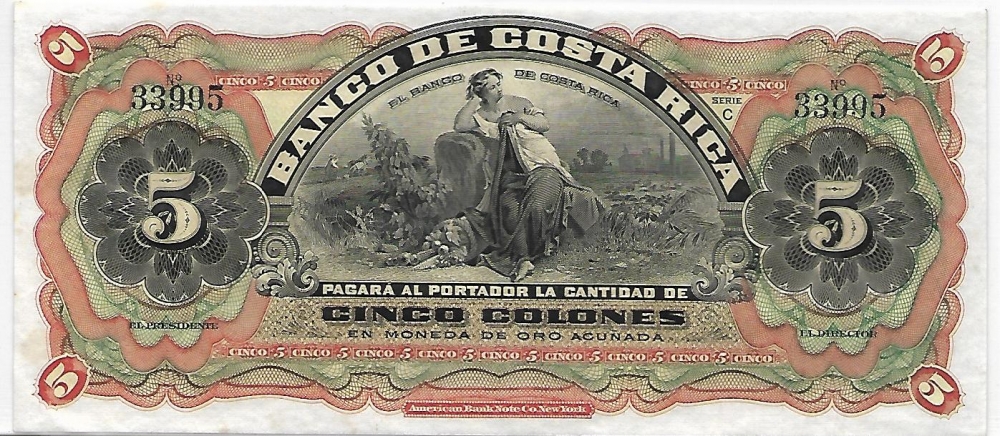 5
5
BANCO DE COSTA RICA
EL BANCO DE COSTA RICA
CINCO 5 CINCO
CINCO 5 CINCO
Nº
33995
SERIE
C
Nº
33995
5
5
PAGARÁ AL PORTADOR LA CANTIDAD DE
CINCO COLONES
EN MONEDA DE ORO ACUÑADA
EL PRESIDENTE
EL DIRECTOR
CINCO 5 CINCO 5 CINCO 5 CINCO 5 CINCO 5 CINCO 5 CINCO 5 CINCO 5 CINCO
5
5
American Bank Note Co. New York